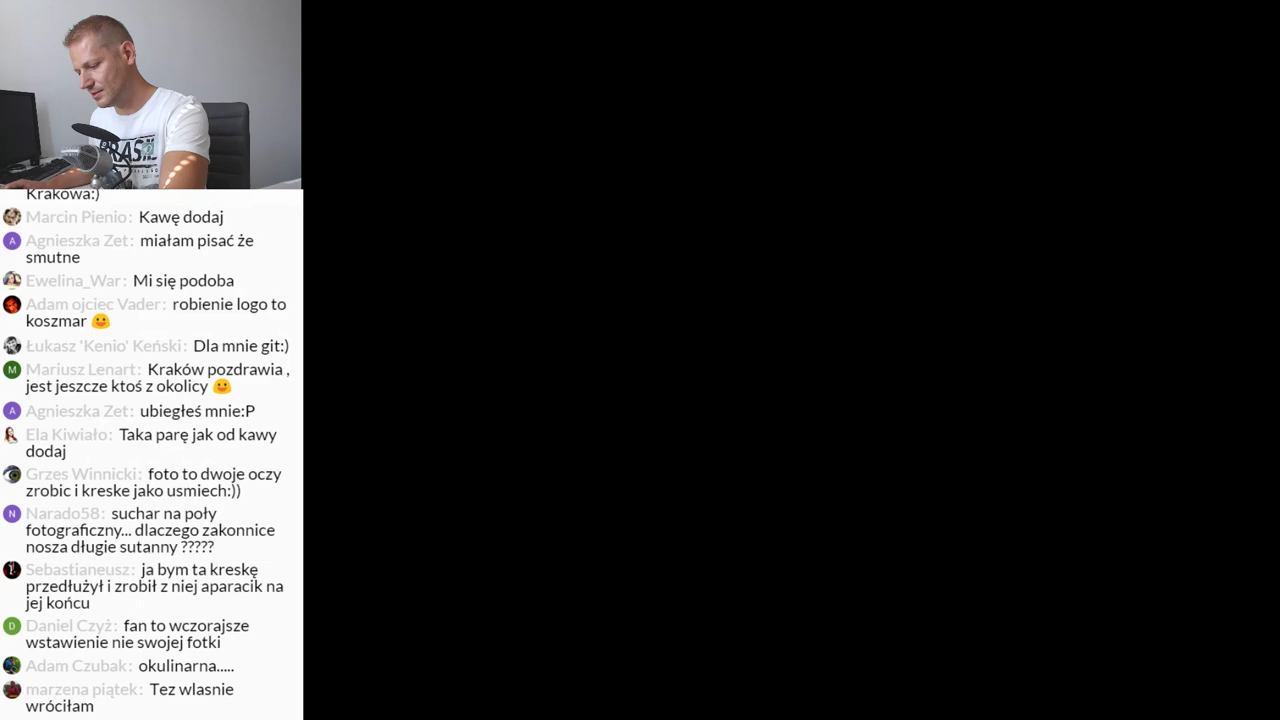 BRASIL
Krakowa:)
Marcin Pienio: Kawę dodaj
Agnieszka Zet: miałam pisać że
smutne
Ewelina_War: Mi się podoba
Adam ojciec Vader: robienie logo to
koszmar
Łukasz 'Kenio' Keński: Dla mnie git:)
Mariusz Lenart: Kraków pozdrawia ,
jest jeszcze ktoś z okolicy
Agnieszka Zet: ubiegłeś mnie:P
Ela Kiwiało: Taka parę jak od kawy
dodaj
Grzes Winnicki: foto to dwoje oczy
zrobic i kreske jako usmiech:))
Narado58: suchar na poły
fotograficzny... dlaczego zakonnice
nosza długie sutanny ?????
Sebastianeusz: ja bym ta kreskę
przedłużył i zrobił z niej aparacik na
jej końcu
Daniel Czyż: fan to wczorajsze
wstawienie nie swojej fotki
Adam Czubak: okulinarna.....
marzena piątek: Tez wlasnie
wróciłam